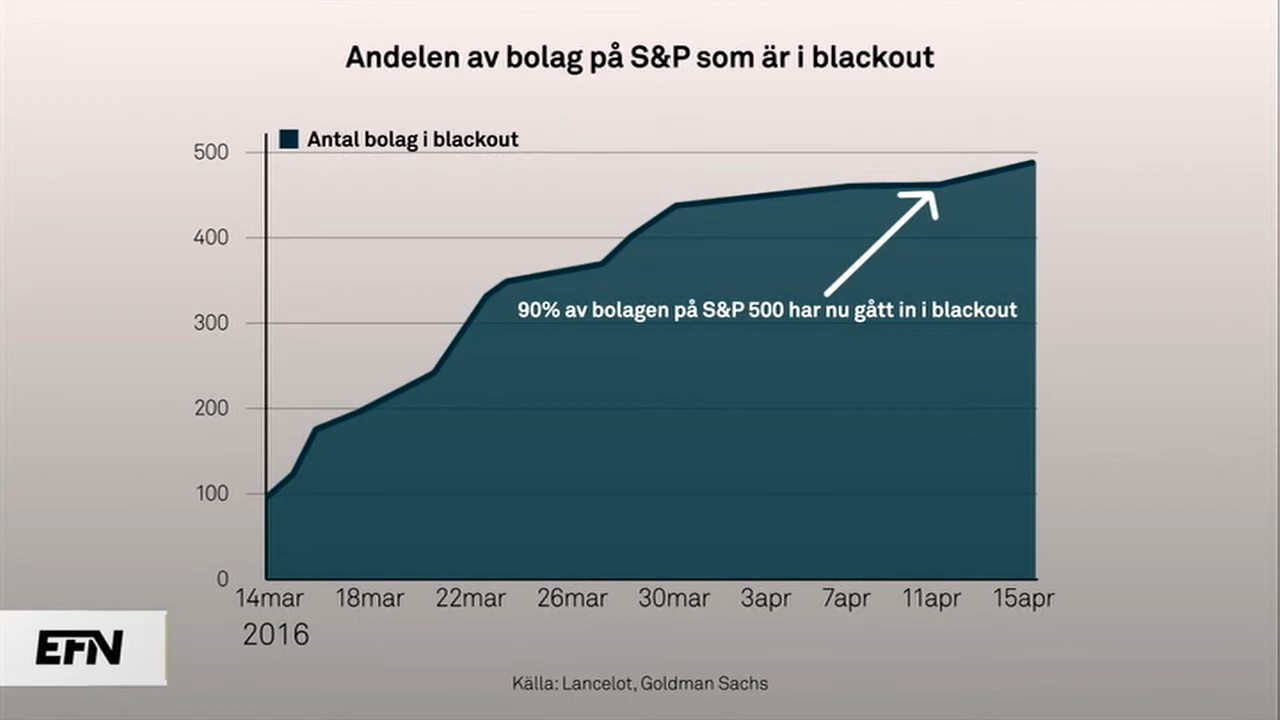 Andelen av bolag på S&P som är i blackout
Antal bolag i blackout
500
400
300
200
100
0
90% av bolagen på S&P 500 har nu gått in i blackout
14mar 18mar 22mar 26mar 30mar 3apr 7apr 11apr 15apr
2016
EFN
Källa: Lancelot, Goldman Sachs